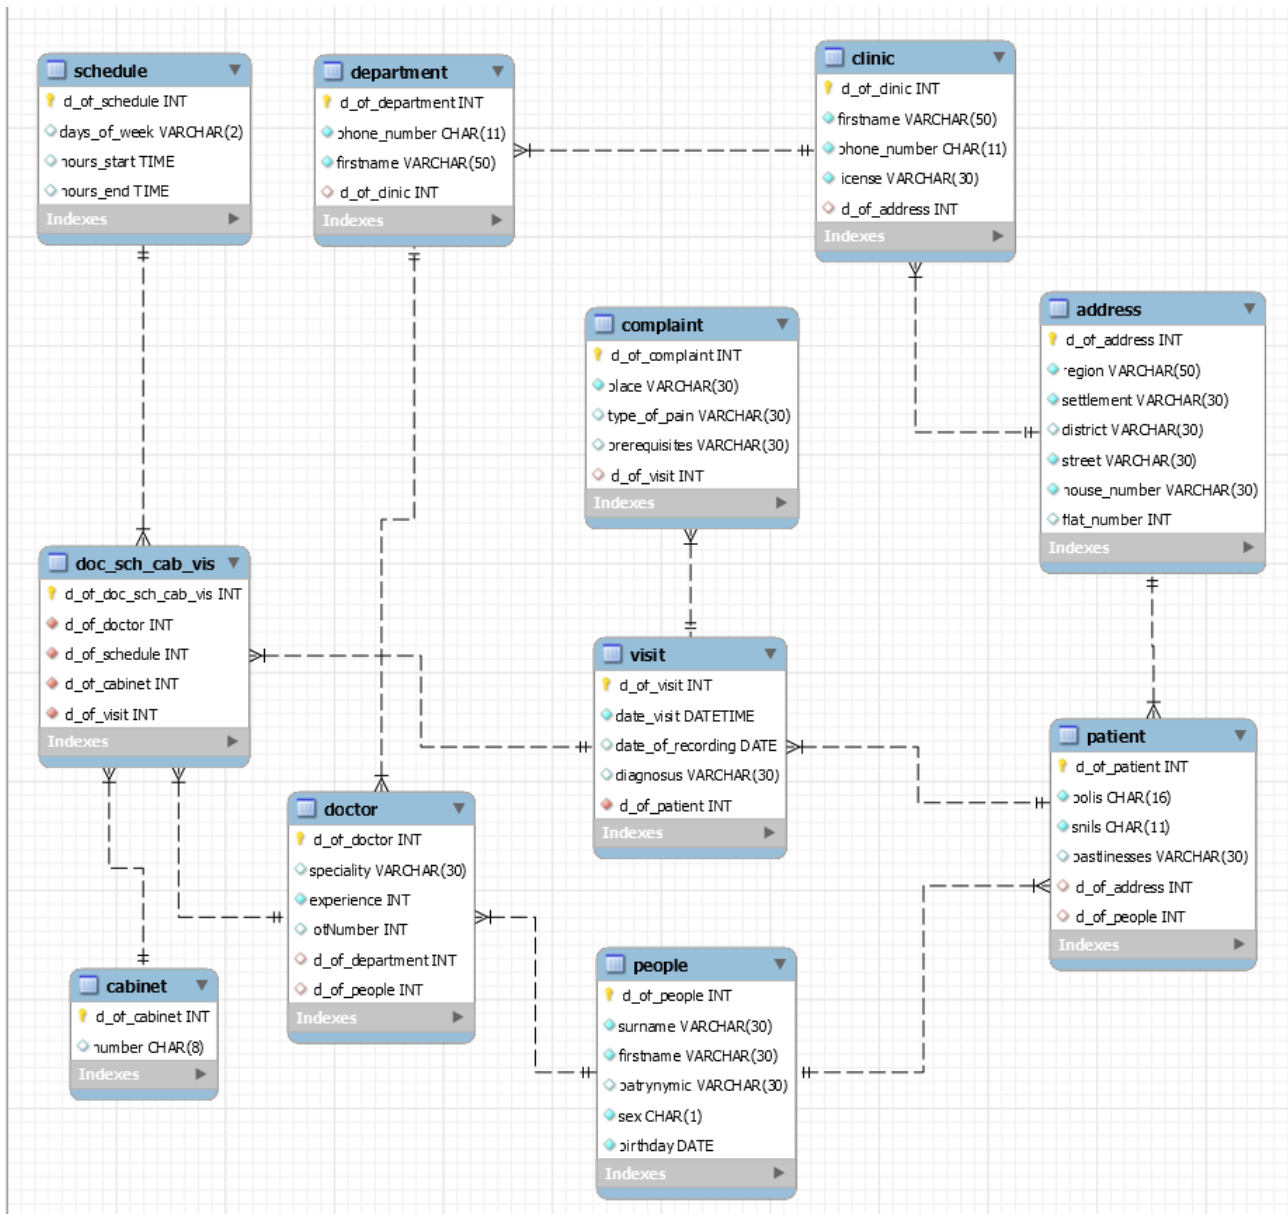 schedule
d_of_schedule INT
days_of_week VARCHAR(2)
hours_start TIME
hours_end TIME
Indexes
department
d_of_department INT
phone_number CHAR(11)
firstname VARCHAR(50)
d_of_clinic INT
clinic
d_of_clinic INT
firstname VARCHAR(50)
phone_number CHAR(11)
icense VARCHAR(30)
d_of_address INT
Indexes
Indexes
complaint
d_of_complaint INT
place VARCHAR(30)
type_of_pain VARCHAR(30)
prerequisites VARCHAR(30)
d_of_visit INT
Indexes
address
d_of_address INT
region VARCHAR(50)
settlement VARCHAR(30)
district VARCHAR(30)
street VARCHAR(30)
house_number VARCHAR(30)
flat_number INT
Indexes
doc_sch_cab_vis
d_of_doc_sch_cab_vis INT
d_of_doctor INT
d_of_schedule INT
d_of_cabinet INT
d_of_visit INT
Indexes
visit
d_of_visit INT
date_visit DATETIME
date_of_recording DATE
diagnosus VARCHAR(30)
d_of_patient INT
Indexes
patient
d_of_patient INT
polis CHAR(16)
snils CHAR(11)
pastlinesses VARCHAR(30)
d_of_address INT
d_of_people INT
Indexes
doctor
d_of_doctor INT
speciality VARCHAR(30)
experience INT
otNumber INT
d_of_department INT
d_of_people INT
Indexes
cabinet
d_of_cabinet INT
number CHAR(8)
Indexes
people
d_of_people INT
surname VARCHAR(30)
firstname VARCHAR(30)
patrynymic VARCHAR(30)
sex CHAR(1)
birthday DATE
Indexes